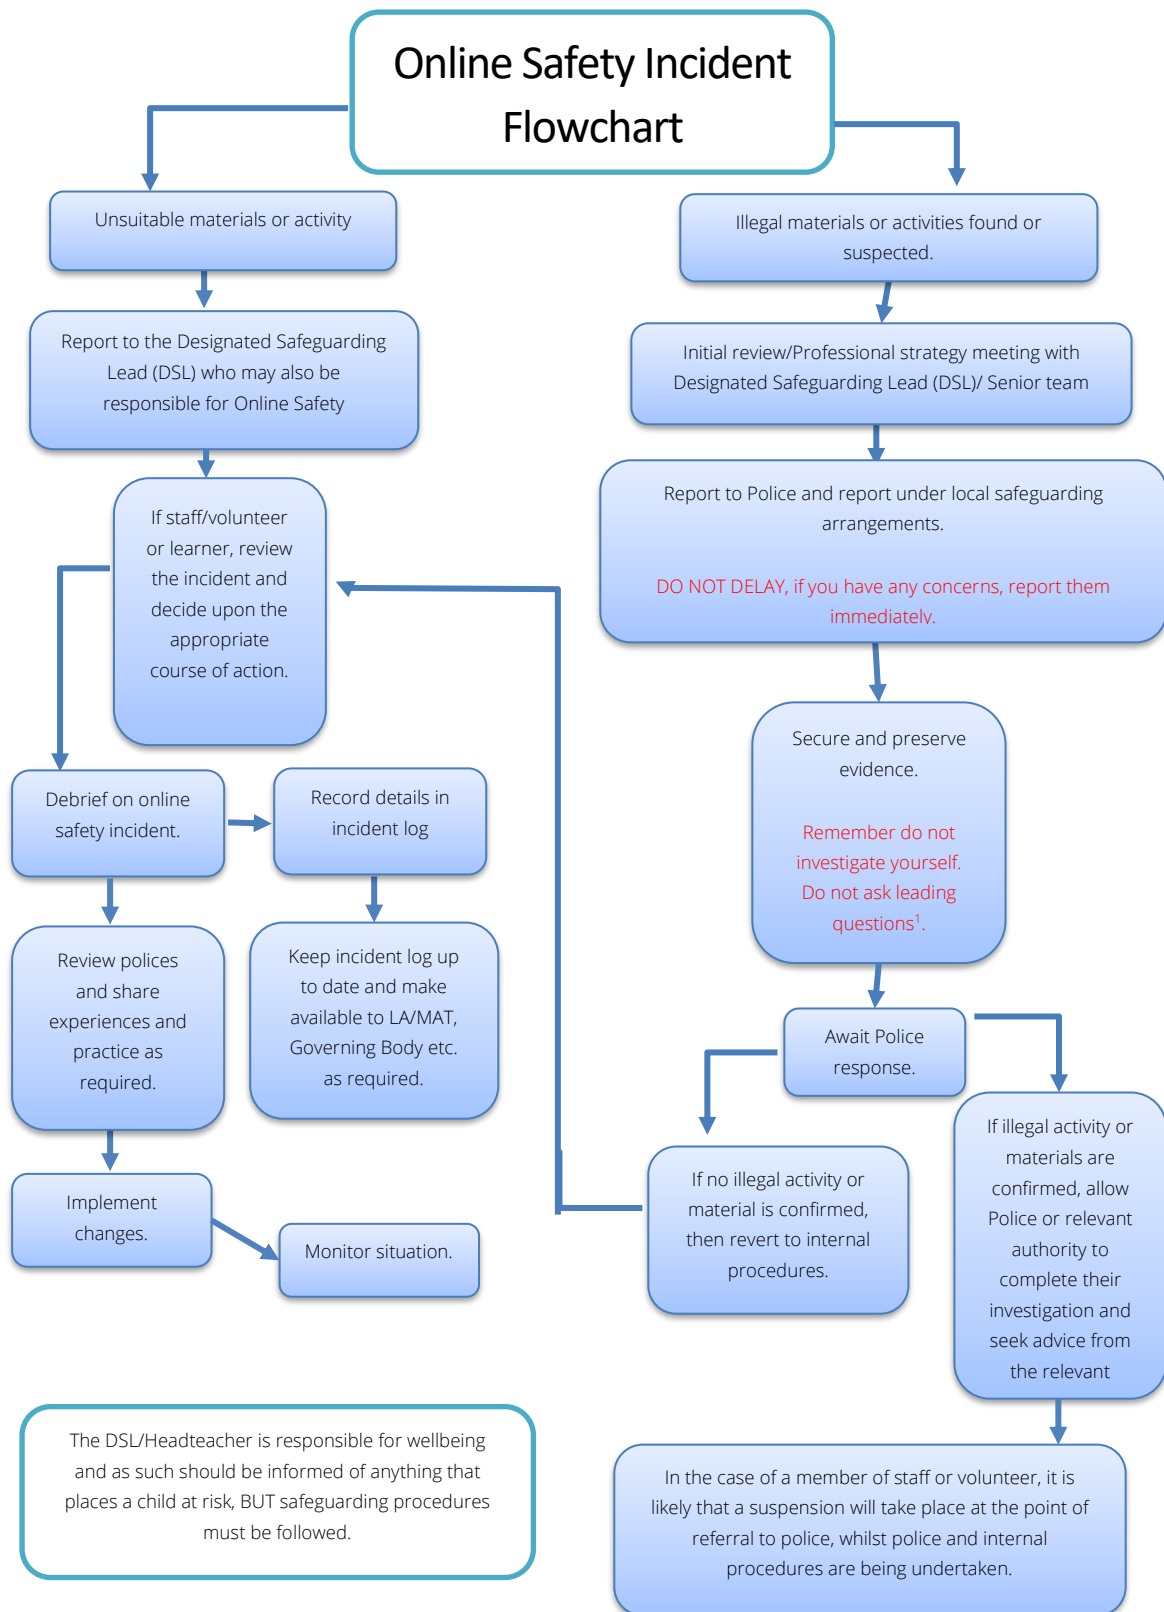 Online Safety Incident
Flowchart
Unsuitable materials or activity
Report to the Designated Safeguarding
Lead (DSL) who may also be
responsible for Online Safety
If staff/volunteer
or learner, review
the incident and
decide upon the
appropriate
course of action.
Debrief on online
safety incident.
Record details in
incident log
Review polices
and share
experiences and
practice as
required.
Keep incident log up
to date and make
available to LA/MAT,
Governing Body etc.
as required.
Implement
changes.
Monitor situation.
Illegal materials or activities found or
suspected.
Initial review/Professional strategy meeting with
Designated Safeguarding Lead (DSL)/ Senior team
Report to Police and report under local safeguarding
arrangements.
DO NOT DELAY, if you have any concerns, report them
immediately.
Secure and preserve
evidence.
Remember do not
investigate yourself.
Do not ask leading
questions¹.
Await Police
response.
If no illegal activity or
material is confirmed,
then revert to internal
procedures.
If illegal activity or
materials are
confirmed, allow
Police or relevant
authority to
complete their
investigation and
seek advice from
the relevant
In the case of a member of staff or volunteer, it is
likely that a suspension will take place at the point of
referral to police, whilst police and internal
procedures are being undertaken.
The DSL/Headteacher is responsible for wellbeing
and as such should be informed of anything that
places a child at risk, BUT safeguarding procedures
must be followed.